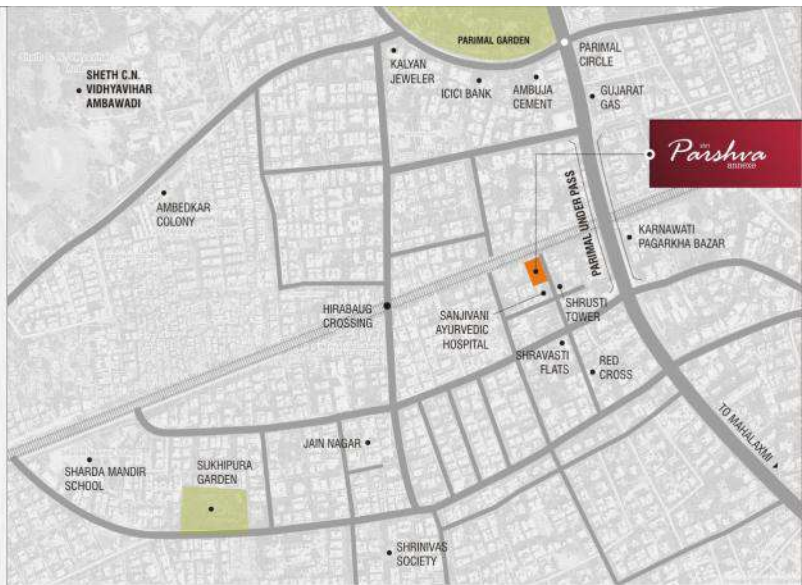 PARIMAL GARDEN
PARIMAL
CIRCLE
KALYAN
JEWELER
ICICI BANK
AMBUJA
CEMENT
GUJARAT
GAS
SHETH C.N.
VIDHYAVIHAR
AMBAWADI
shri
Parshva
annexe
AMBEDKAR
COLONY
PARIMAL UNDER PASS
KARNAWATI
PAGARKHA BAZAR
HIRABAUG
CROSSING
SANJIVANI
AYURVEDIC
HOSPITAL
SHRUSTI
TOWER
SHRAVASTI
FLATS
RED
CROSS
TO MAHALAXMI
JAIN NAGAR
SHARDA MANDIR
SCHOOL
SUKHIPURA
GARDEN
SHRINIVAS
SOCIETY